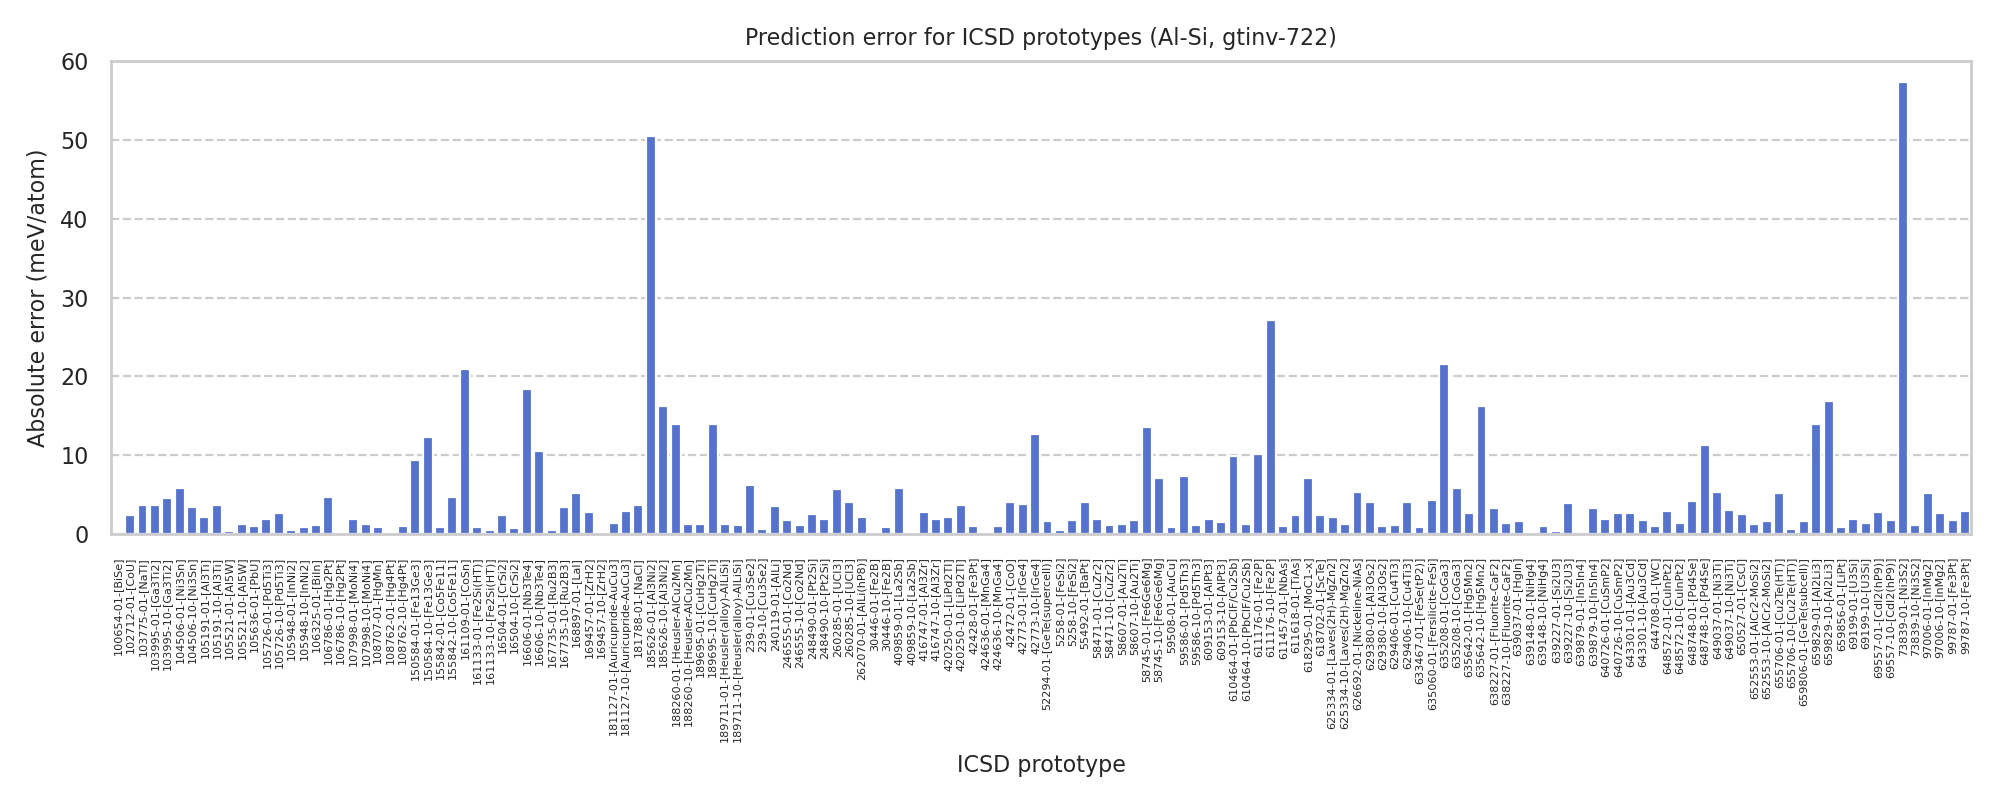 Prediction error for ICSD prototypes (Al-Si, gtinv-722)
Absolute error (meV/atom)
60
50
40
30
20
10
0
100654-01-[BiSe]
102712-01-[CoU]
103775-01-[NaTl]
103995-01-[Ga3Ti2]
103995-10-[Ga3Ti2]
104506-01-[Ni3Sn]
104506-10-[Ni3Sn]
105191-01-[Al3Ti]
105191-10-[Al3Ti]
105521-01-[Al5W]
105521-10-[Al5W]
105636-01-[PbU]
105726-01-[Pd5Ti3]
105726-10-[Pd5Ti3]
105948-01-[InNi2]
105948-10-[InNi2]
106325-01-[BiIn]
106786-01-[Hg2Pt]
106786-10-[Hg2Pt]
107998-01-[MoNi4]
107998-10-[MoNi4]
108707-01-[HgMn]
108762-01-[Hg4Pt]
108762-10-[Hg4Pt]
150584-01-[Fe13Ge3]
150584-10-[Fe13Ge3]
155842-01-[Co5Fe11]
155842-10-[Co5Fe11]
161109-01-[CoSn]
161133-01-[Fe2Si(HT)]
161133-10-[Fe2Si(HT)]
16504-01-[CrSi2]
16504-10-[CrSi2]
16606-01-[Nb3Te4]
16606-10-[Nb3Te4]
167735-01-[Ru2B3]
167735-10-[Ru2B3]
168897-01-[LaI]
169457-01-[ZrH2]
169457-10-[ZrH2]
181127-01-[Auricupride-AuCu3]
181127-10-[Auricupride-AuCu3]
181788-01-[NaCl]
185626-01-[Al3Ni2]
185626-10-[Al3Ni2]
188260-01-[Heusler-AlCu2Mn]
188260-10-[Heusler-AlCu2Mn]
189695-01-[CuHg2Ti]
189695-10-[CuHg2Ti]
189711-01-[Heusler(alloy)-AlLiSi]
189711-10-[Heusler(alloy)-AlLiSi]
239-01-[Cu3Se2]
239-10-[Cu3Se2]
240119-01-[AlLi]
246555-01-[Co2Nd]
246555-10-[Co2Nd]
248490-01-[Pt2Si]
248490-10-[Pt2Si]
260285-01-[UCl3]
260285-10-[UCl3]
262070-01-[AlLi(hP8)]
30446-01-[Fe2B]
30446-10-[Fe2B]
409859-01-[La2Sb]
409859-10-[La2Sb]
416747-01-[Al3Zr]
416747-10-[Al3Zr]
420250-01-[LiPd2Tl]
420250-10-[LiPd2Tl]
42428-01-[Fe3Pt]
424636-01-[MnGa4]
424636-10-[MnGa4]
42472-01-[CoO]
42773-01-[IrGe4]
42773-10-[IrGe4]
52294-01-[GeTe(supercell)]
5258-01-[FeSi2]
5258-10-[FeSi2]
55492-01-[BaPt]
58471-01-[CuZr2]
58471-10-[CuZr2]
58607-01-[Au2Ti]
58607-10-[Au2Ti]
58745-01-[Fe6Ge6Mg]
58745-10-[Fe6Ge6Mg]
59508-01-[AuCu]
59586-01-[Pd5Th3]
59586-10-[Pd5Th3]
609153-01-[AlPt3]
609153-10-[AlPt3]
610464-01-[PbClF/Cu2Sb]
610464-10-[PbClF/Cu2Sb]
611176-01-[Fe2P]
611176-10-[Fe2P]
611457-01-[NbAs]
611618-01-[TiAs]
618295-01-[MoC1-x]
618702-01-[ScTe]
625334-01-[Laves(2H)-MgZn2]
625334-10-[Laves(2H)-MgZn2]
626692-01-[Nickeline-NiAs]
629380-01-[Al3Os2]
629380-10-[Al3Os2]
629406-01-[Cu4Ti3]
629406-10-[Cu4Ti3]
633467-01-[FeSe(tP2)]
635060-01-[Fersilicite-FeSi]
635208-01-[CoGa3]
635208-10-[CoGa3]
635642-01-[Hg5Mn2]
635642-10-[Hg5Mn2]
638227-01-[Fluorite-CaF2]
638227-10-[Fluorite-CaF2]
639037-01-[HgIn]
639148-01-[NiHg4]
639148-10-[NiHg4]
639227-01-[Si2U3]
639227-10-[Si2U3]
639879-01-[In5In4]
639879-10-[In5In4]
640726-01-[CuSmP2]
640726-10-[CuSmP2]
643301-01-[Au3Cd]
643301-10-[Au3Cd]
644708-01-[WC]
648572-01-[CuInPt2]
648572-10-[CuInPt2]
648748-01-[Pd4Se]
648748-10-[Pd4Se]
649037-01-[Ni3Ti]
649037-10-[Ni3Ti]
650527-01-[CsCl]
652553-01-[AlCr2-MoSi2]
652553-10-[AlCr2-MoSi2]
655706-01-[Cu2Te(HT)]
655706-10-[Cu2Te(HT)]
659806-01-[GeTe(subcell)]
659829-01-[Al2Li3]
659829-10-[Al2Li3]
659856-01-[LiPt]
69199-01-[U3Si]
69199-10-[U3Si]
69557-01-[CdI2(hP9)]
69557-10-[CdI2(hP9)]
73839-01-[Ni3S2]
73839-10-[Ni3S2]
97006-01-[InMg2]
97006-10-[InMg2]
99787-01-[Fe3Pt]
99787-10-[Fe3Pt]
ICSD prototype